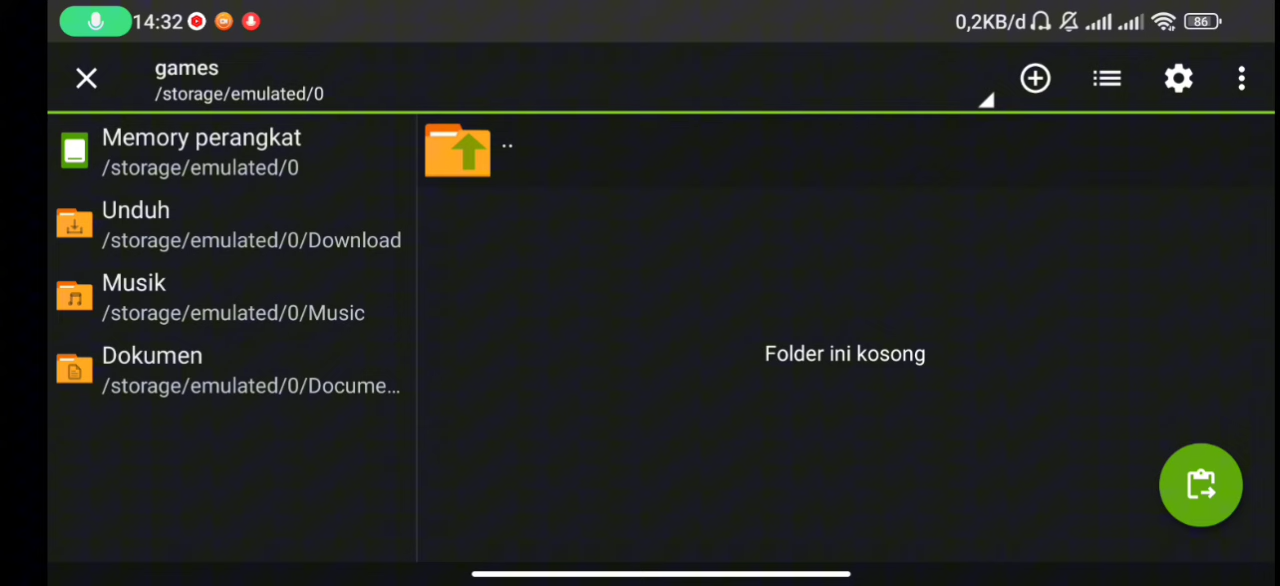 14:32
0,2KB/d
86
games
/storage/emulated/0
Memory perangkat
/storage/emulated/0
Unduh
/storage/emulated/0/Download
Musik
/storage/emulated/0/Music
Dokumen
/storage/emulated/0/Docume...
..
Folder ini kosong